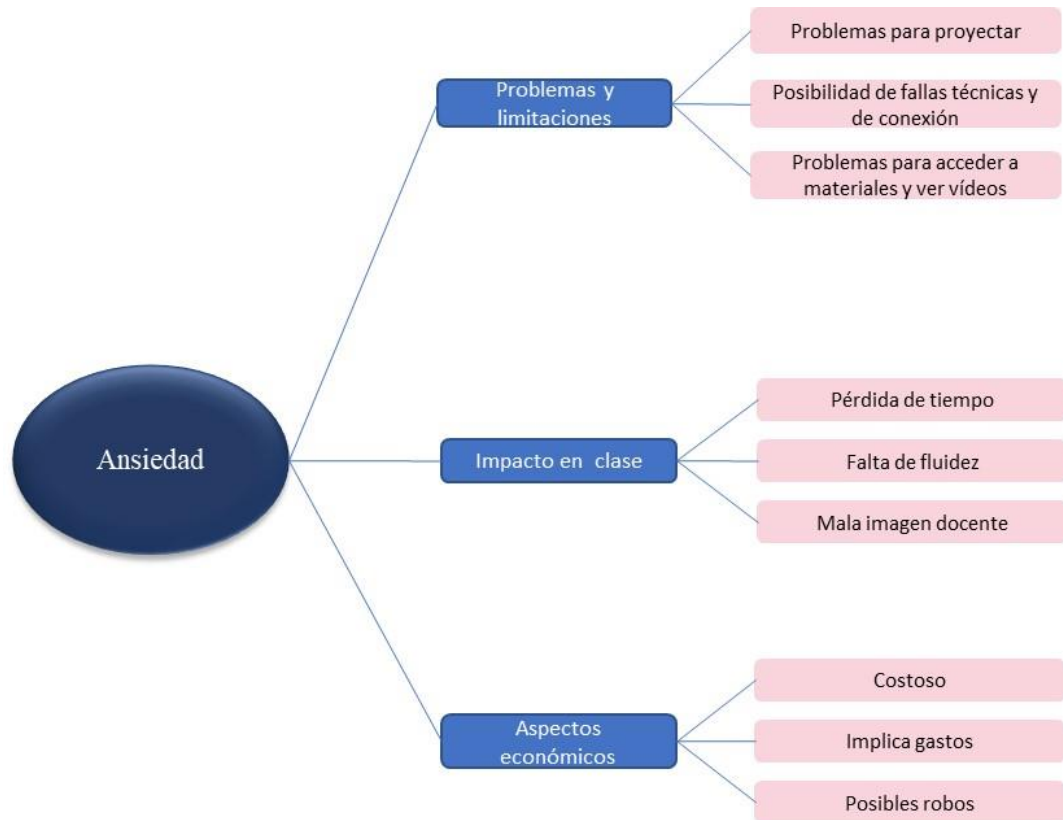 Ansiedad
Problemas y
limitaciones
Problemas para proyectar
Posibilidad de fallas técnicas y
de conexión
Problemas para acceder a
materiales y ver vídeos
Impacto en clase
Pérdida de tiempo
Falta de fluidez
Mala imagen docente
Aspectos
económicos
Costoso
Implica gastos
Posibles robos